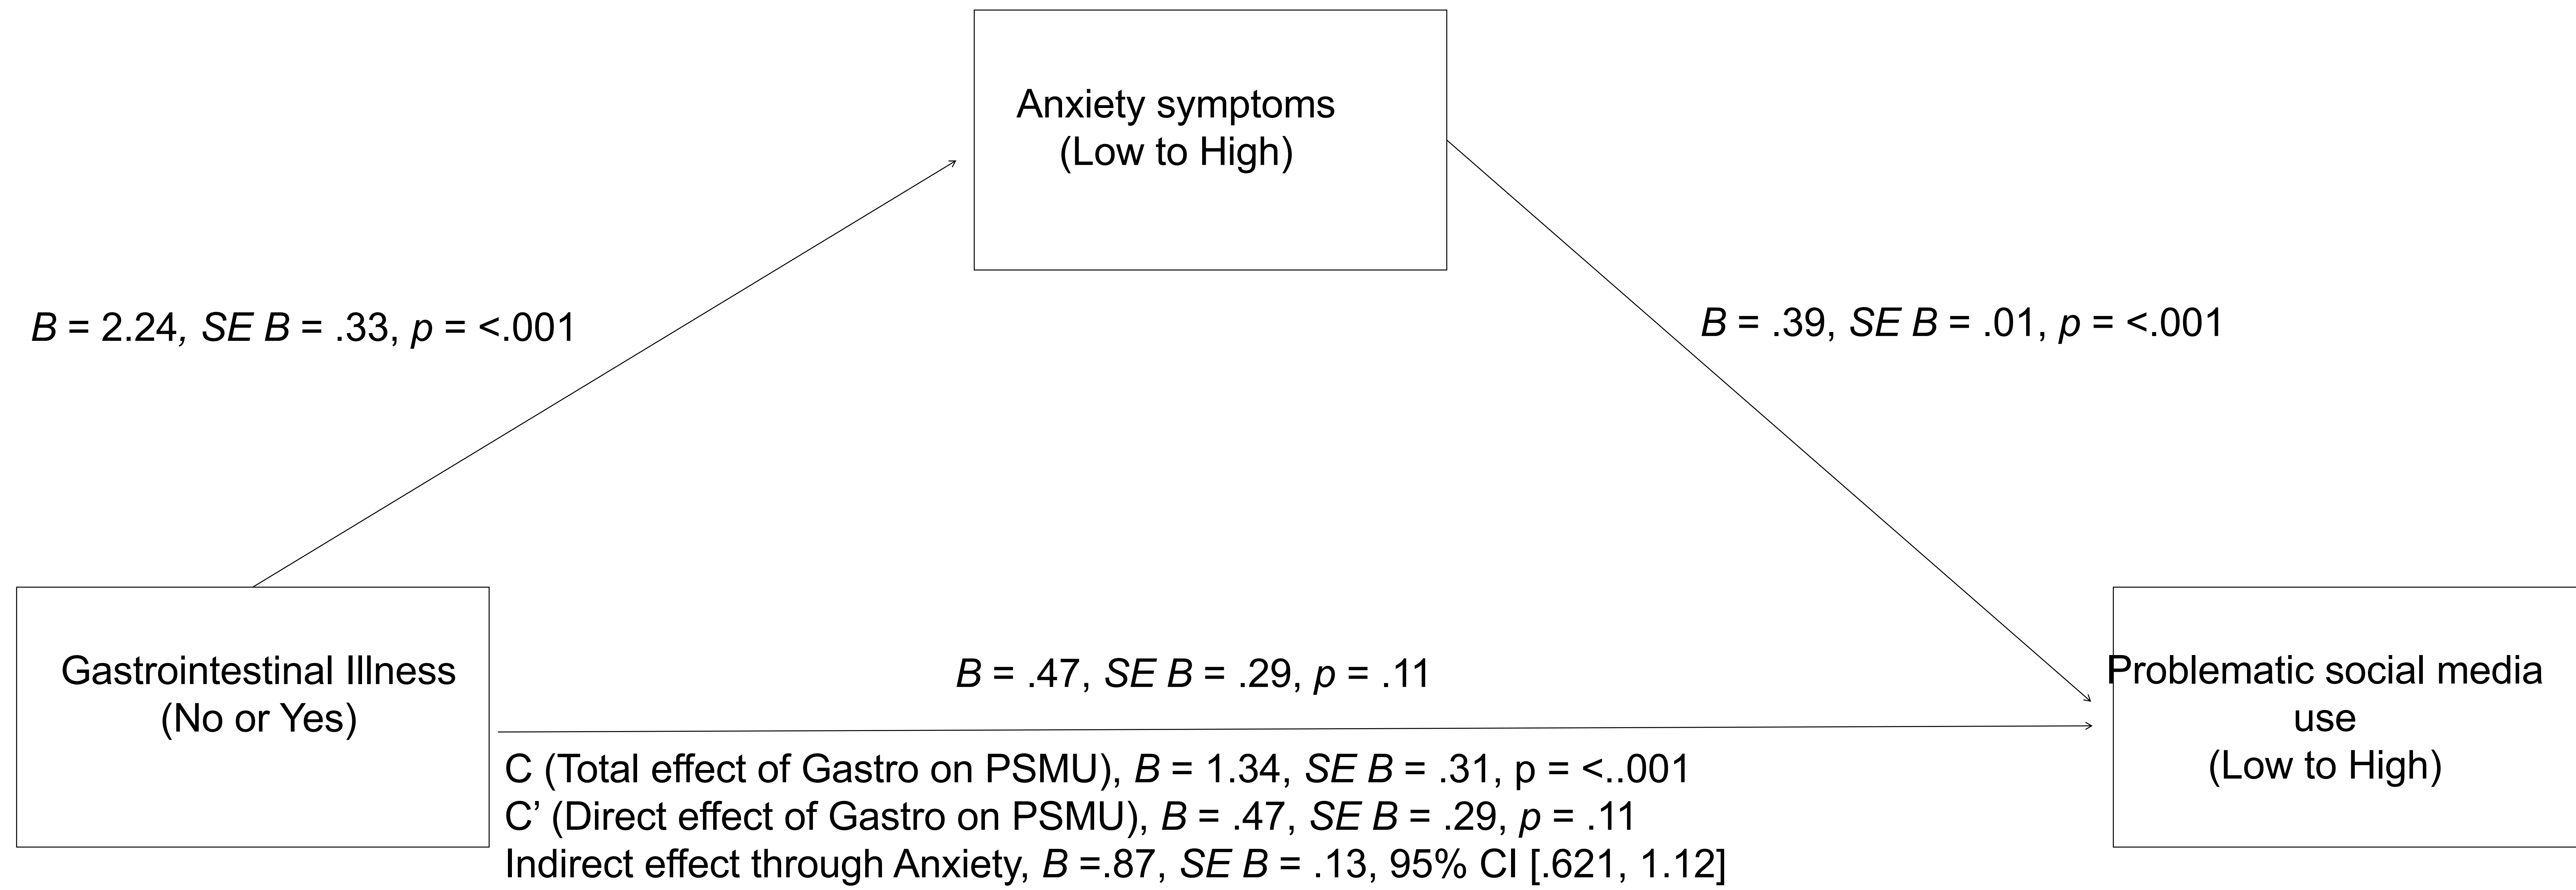 Anxiety symptoms
(Low to High)
B = 2.24, SE B = .33, p = <.001
B = .39, SE B = .01, p = <.001
Gastrointestinal Illness
(No or Yes)
B = .47, SE B = .29, p = .11
Problematic social media
use
(Low to High)
C (Total effect of Gastro on PSMU), B = 1.34, SE B = .31, p = <..001
C’ (Direct effect of Gastro on PSMU), B = .47, SE B = .29, p = .11
Indirect effect through Anxiety, B =.87, SE B = .13, 95% CI [.621, 1.12]